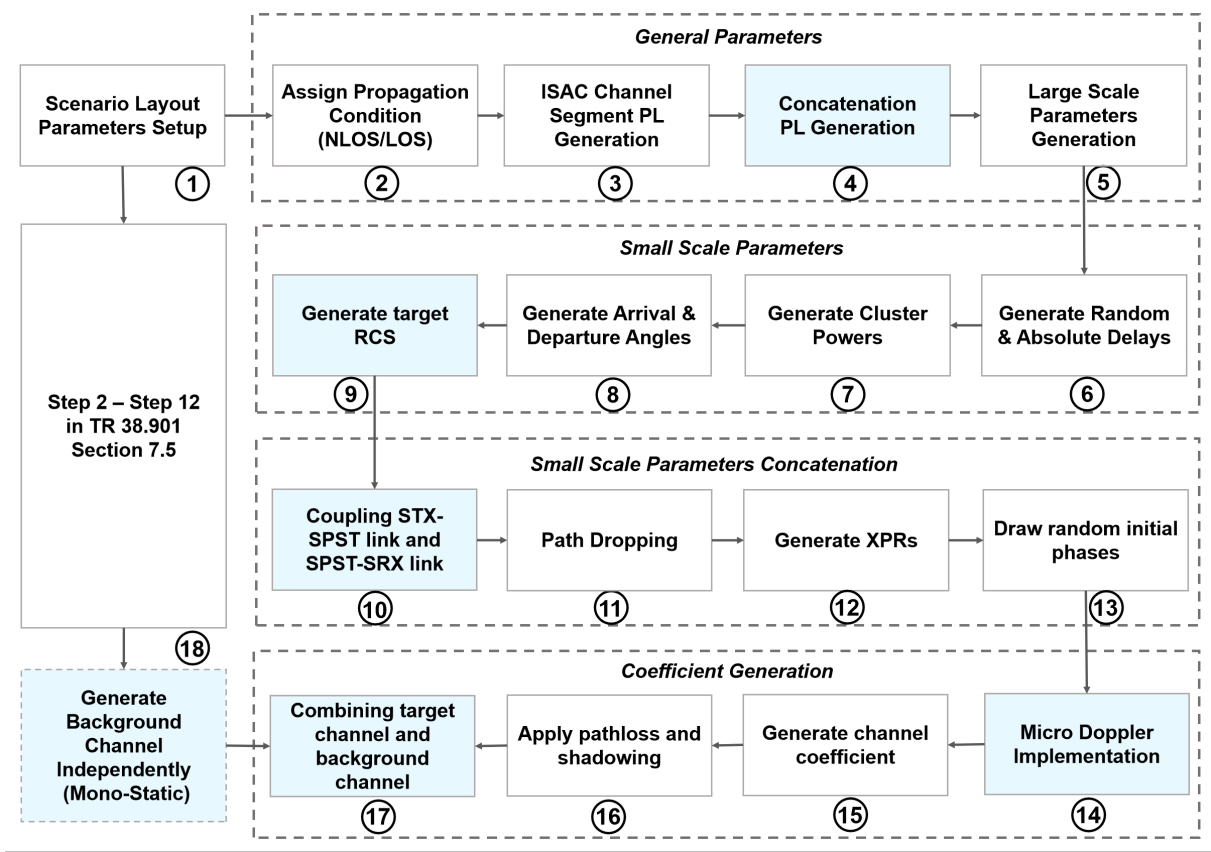 General Parameters
Scenario Layout
Parameters Setup
1
Assign Propagation
Condition
(NLOS/LOS)
2
ISAC Channel
Segment PL
Generation
3
Concatenation
PL Generation
4
Large Scale
Parameters
Generation
5
Small Scale Parameters
Generate Random
& Absolute Delays
6
Generate Cluster
Powers
7
Generate Arrival &
Departure Angles
8
Generate target
RCS
9
Step 2 – Step 12
in TR 38.901
Section 7.5
18
Small Scale Parameters Concatenation
Coupling STX-
SPST link and
SPST-SRX link
10
Path Dropping
11
Generate XPRs
12
Draw random initial
phases
13
Coefficient Generation
Micro Doppler
Implementation
14
Generate channel
coefficient
15
Apply pathloss and
shadowing
16
Combining target
channel and
background
channel
17
Generate
Background
Channel
Independently
(Mono-Static)